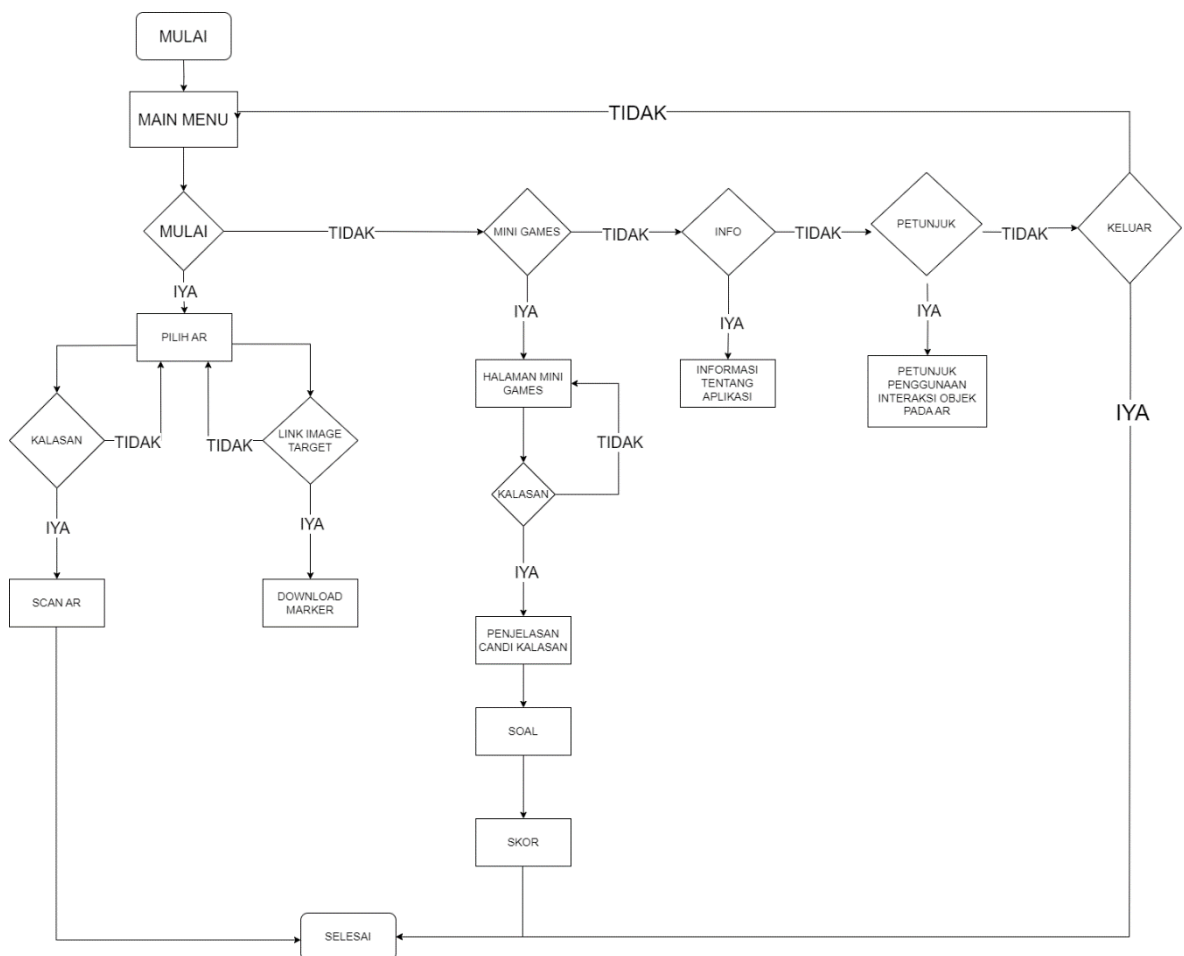 MULAI
MAIN MENU
TIDAK
MULAI
TIDAK
MINI GAMES
TIDAK
INFO
TIDAK
PETUNJUK
TIDAK
KELUAR
IYA
IYA
IYA
IYA
IYA
PILIH AR
HALAMAN MINI
GAMES
INFORMASI
TENTANG
APLIKASI
PETUNJUK
PENGGUNAAN
INTERAKSI OBJEK
PADA AR
KALASAN
TIDAK
TIDAK
LINK IMAGE
TARGET
TIDAK
KALASAN
IYA
IYA
IYA
SCAN AR
DOWNLOAD
MARKER
PENJELASAN
CANDI KALASAN
SOAL
SKOR
SELESAI